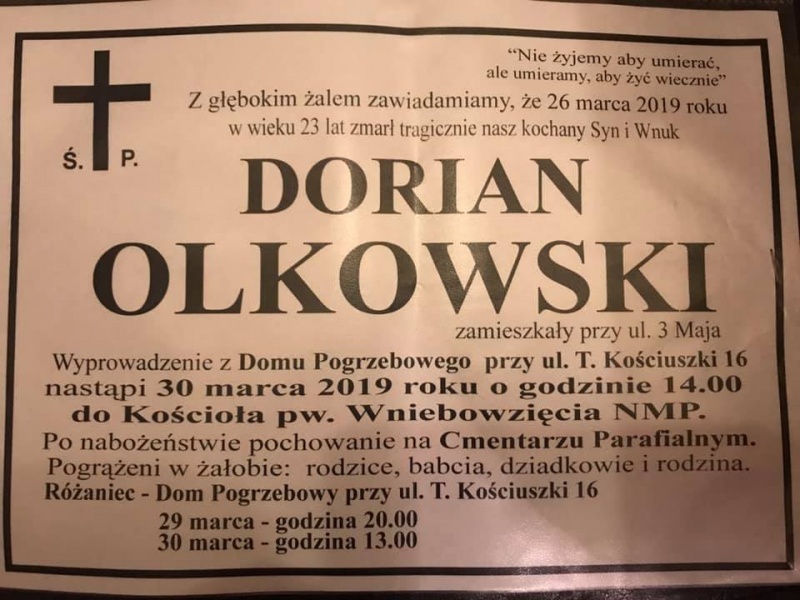 “Nie żyjemy aby umierać,
ale umieramy, aby żyć wiecznie”
Z głębokim żalem zawiadamiamy, że 26 marca 2019 roku
w wieku 23 lat zmarł tragicznie nasz kochany Syn i Wnuk
Ś. P.
DORIAN
OLKOWSKI
zamieszkały przy ul. 3 Maja
Wyprowadzenie z Domu Pogrzebowego przy ul. T. Kościuszki 16
nastąpi 30 marca 2019 roku o godzinie 14.00
do Kościoła pw. Wniebowzięcia NMP.
Po nabożeństwie pochowanie na Cmentarzu Parafialnym.
Pogrążeni w żałobie: rodzice, babcia, dziadkowie i rodzina.
Różaniec - Dom Pogrzebowy przy ul. T. Kościuszki 16
29 marca - godzina 20.00
30 marca - godzina 13.00